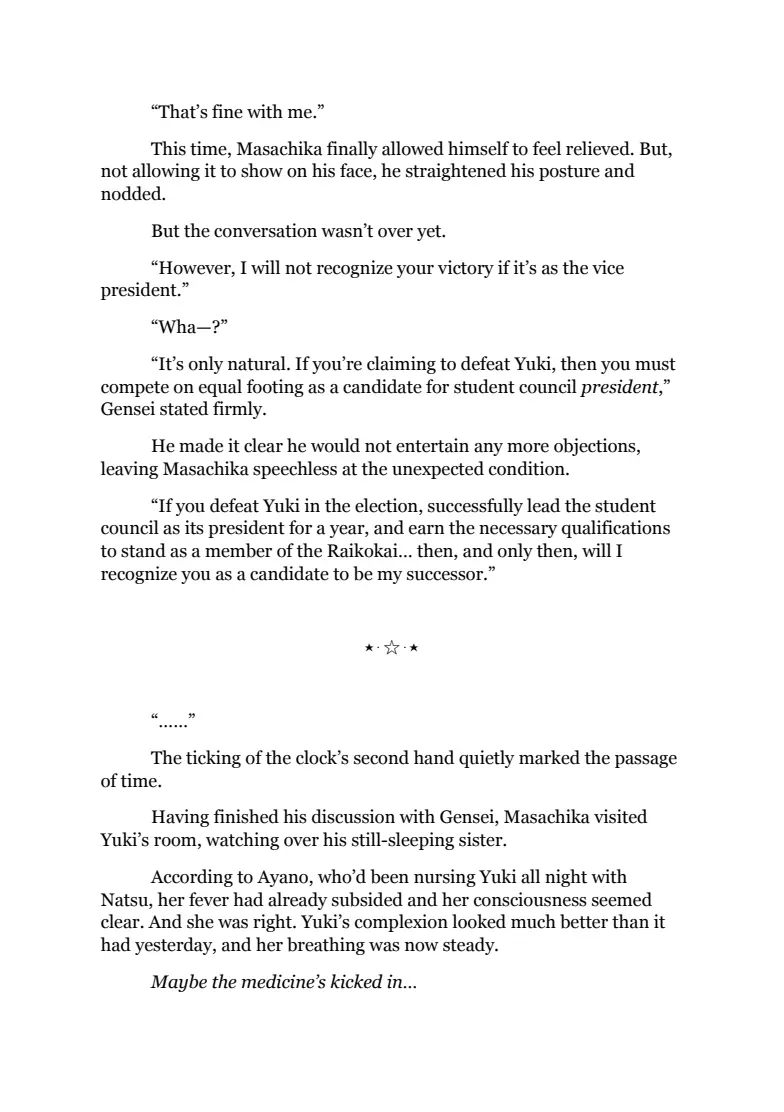 “That’s fine with me.”
This time, Masachika finally allowed himself to feel relieved. But,
not allowing it to show on his face, he straightened his posture and
nodded.
But the conversation wasn’t over yet.
“However, I will not recognize your victory if it’s as the vice
president.”
“Wha—?”
“It’s only natural. If you’re claiming to defeat Yuki, then you must
compete on equal footing as a candidate for student council president,”
Gensei stated firmly.
He made it clear he would not entertain any more objections,
leaving Masachika speechless at the unexpected condition.
“If you defeat Yuki in the election, successfully lead the student
council as its president for a year, and earn the necessary qualifications
to stand as a member of the Raikokai... then, and only then, will I
recognize you as a candidate to be my successor.”
⋆·☆·⋆
“......”
The ticking of the clock’s second hand quietly marked the passage
of time.
Having finished his discussion with Gensei, Masachika visited
Yuki’s room, watching over his still-sleeping sister.
According to Ayano, who’d been nursing Yuki all night with
Natsu, her fever had already subsided and her consciousness seemed
clear. And she was right. Yuki’s complexion looked much better than it
had yesterday, and her breathing was now steady.
Maybe the medicine’s kicked in...